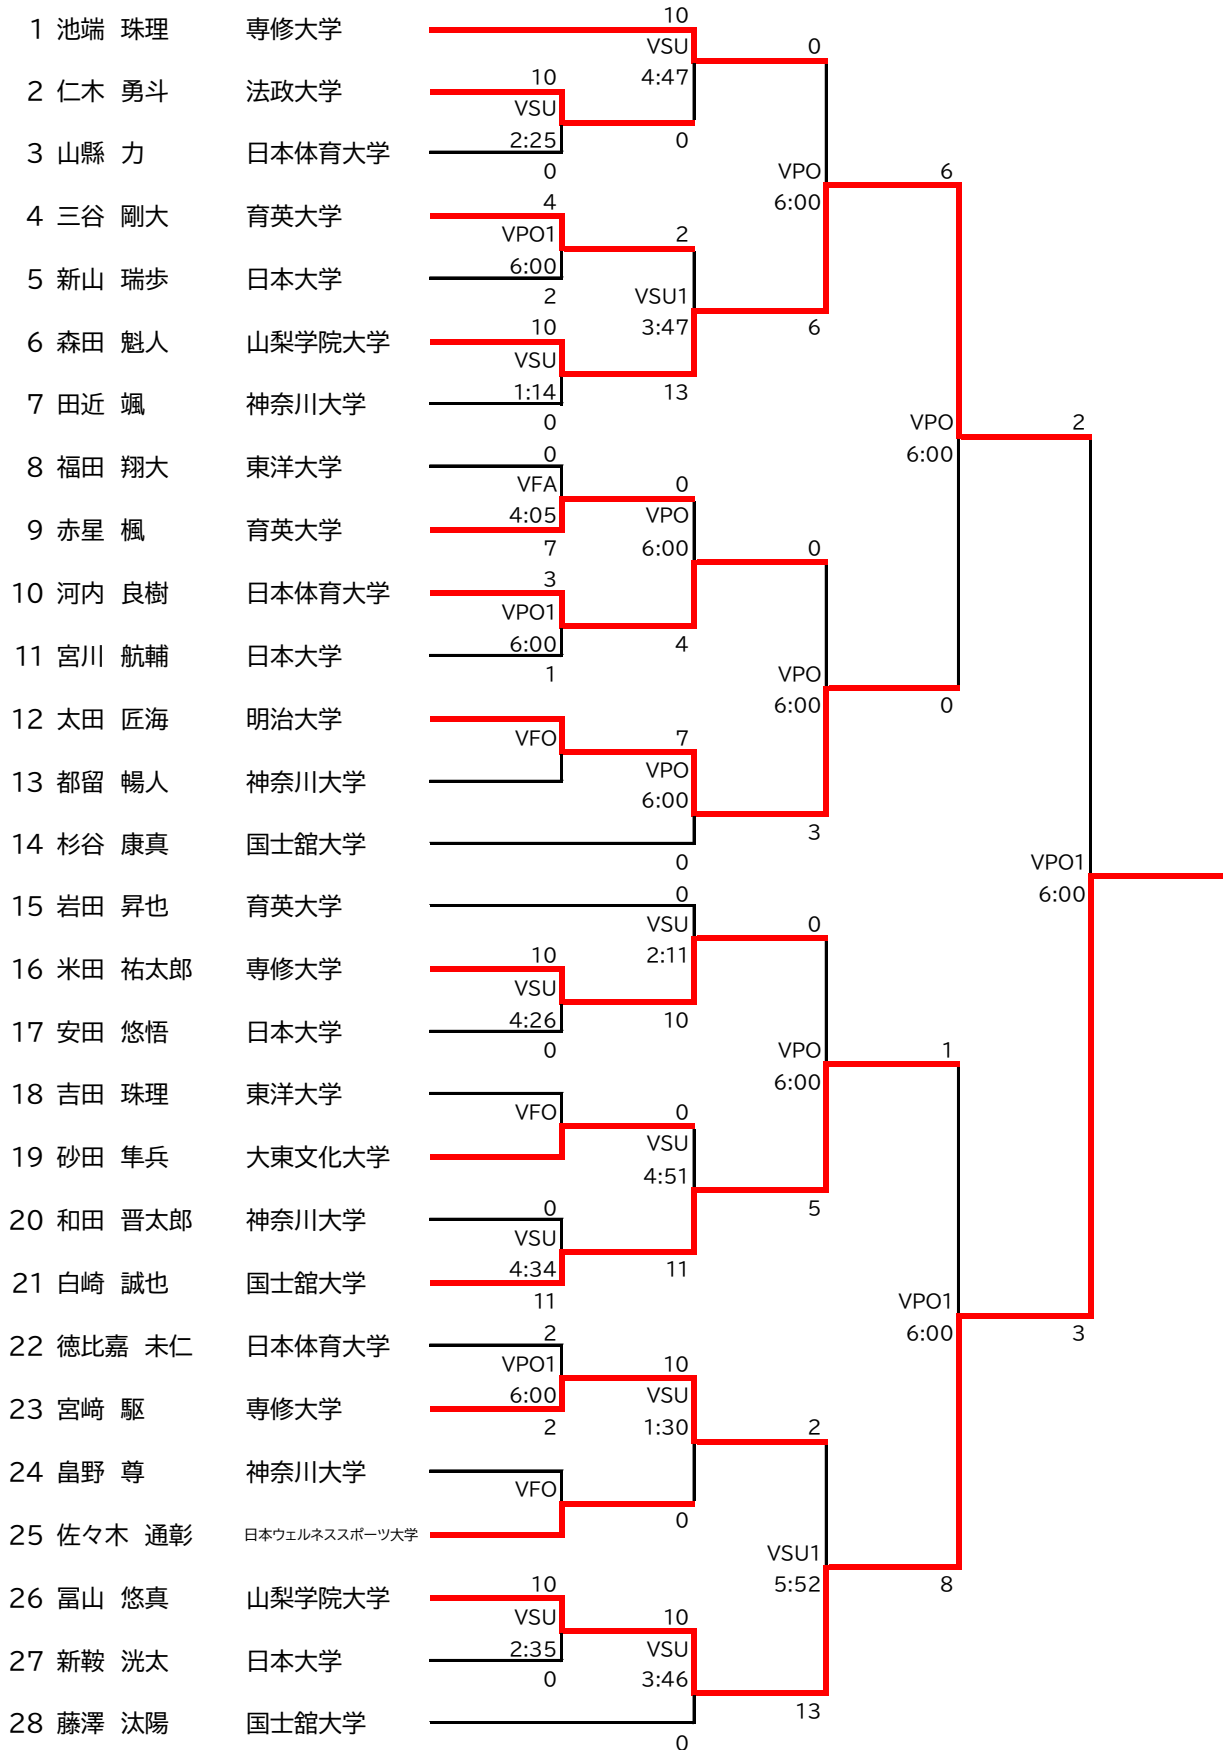 10
1 池端 珠理 専修大学
VSU 0
10 4:47
2 仁木 勇斗 法政大学
VSU
2:25 0
3 山縣 力 日本体育大学
0 VPO 6
4 6:00
4 三谷 剛大 育英大学
VPO1 2
6:00
5 新山 瑞歩 日本大学
2 VSU1
10 3:47 6
6 森田 魁人 山梨学院大学
VSU
1:14 13
7 田近 颯 神奈川大学
0 VPO 2
0 6:00
8 福田 翔大 東洋大学
VFA 0
4:05 VPO
9 赤星 楓 育英大学
7 6:00 0
3
10 河内 良樹 日本体育大学
VPO1
6:00 4
11 宮川 航輔 日本大学
1 VPO
6:00 0
12 太田 匠海 明治大学
VFO 7
VPO
13 都留 暢人 神奈川大学
6:00
3
14 杉谷 康真 国士舘大学
0 VPO1
0 6:00
15 岩田 昇也 育英大学
VSU 0
10 2:11
16 米田 祐太郎 専修大学
VSU
4:26 10
17 安田 悠悟 日本大学
0 VPO 1
6:00
18 吉田 珠理 東洋大学
VFO 0
VSU
19 砂田 隼兵 大東文化大学
4:51
0 5
20 和田 晋太郎 神奈川大学
VSU
4:34 11
21 白崎 誠也 国士舘大学
11 VPO1
2 6:00 3
22 徳比嘉 未仁 日本体育大学
VPO1 10
6:00 VSU
23 宮﨑 駆 専修大学
2 1:30 2
24 畠野 尊 神奈川大学
VFO
0
25 佐々木 通彰 日本ウェルネススポーツ大学
VSU1
10 5:52 8
26 冨山 悠真 山梨学院大学
VSU 10
2:35 VSU
27 新鞍 洸太 日本大学
0 3:46
13
28 藤澤 汰陽 国士舘大学
0